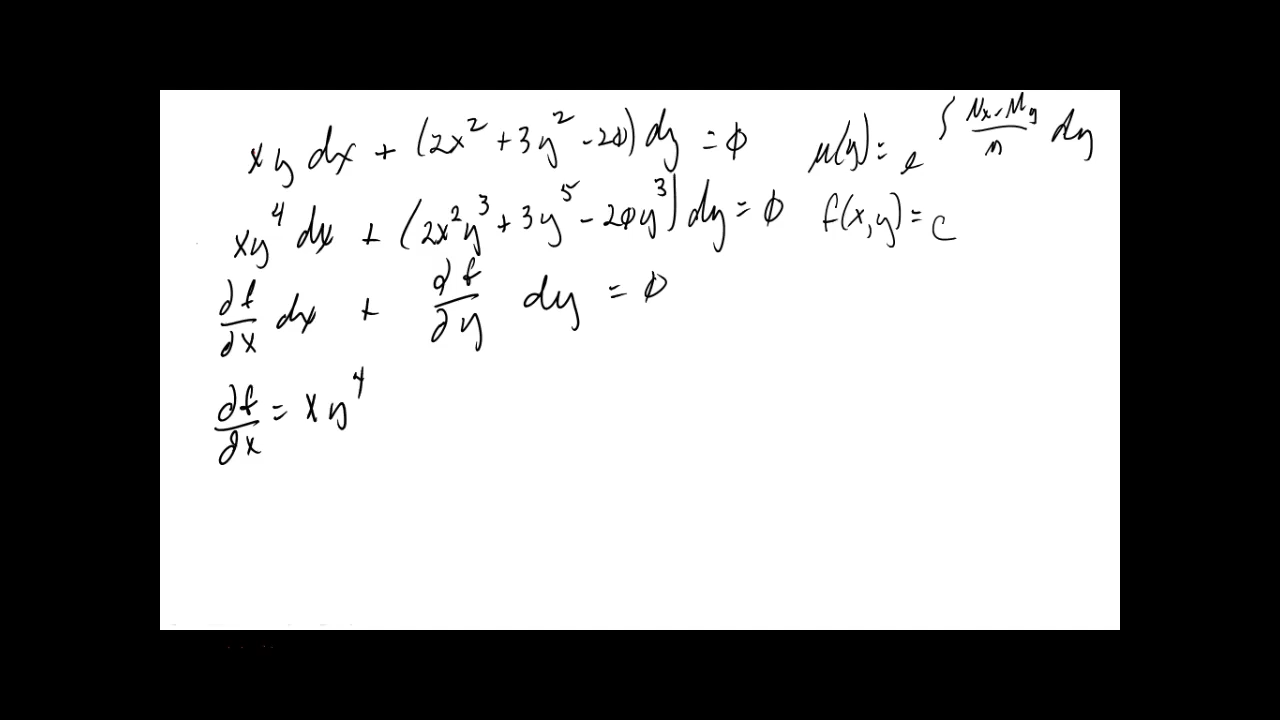 xy dx + (2x² + 3y² - 20) dy = 0 μ(y) = e^∫ (Nx - My)/M dy
xy⁴ dx + (2x²y³ + 3y⁵ - 20y³) dy = 0 f(x,y) = c
∂f/∂x dx + ∂f/∂y dy = 0
∂f/∂x = xy⁴